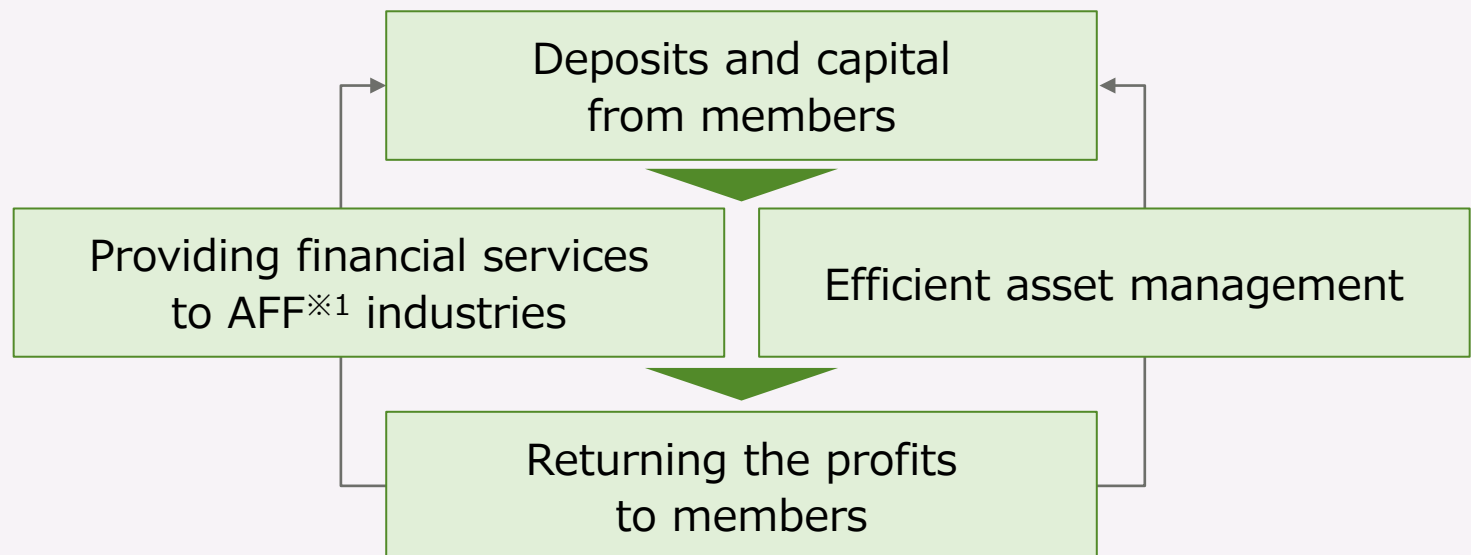 Deposits and capital
from members
Providing financial services
to AFF※1 industries
Efficient asset management
Returning the profits
to members